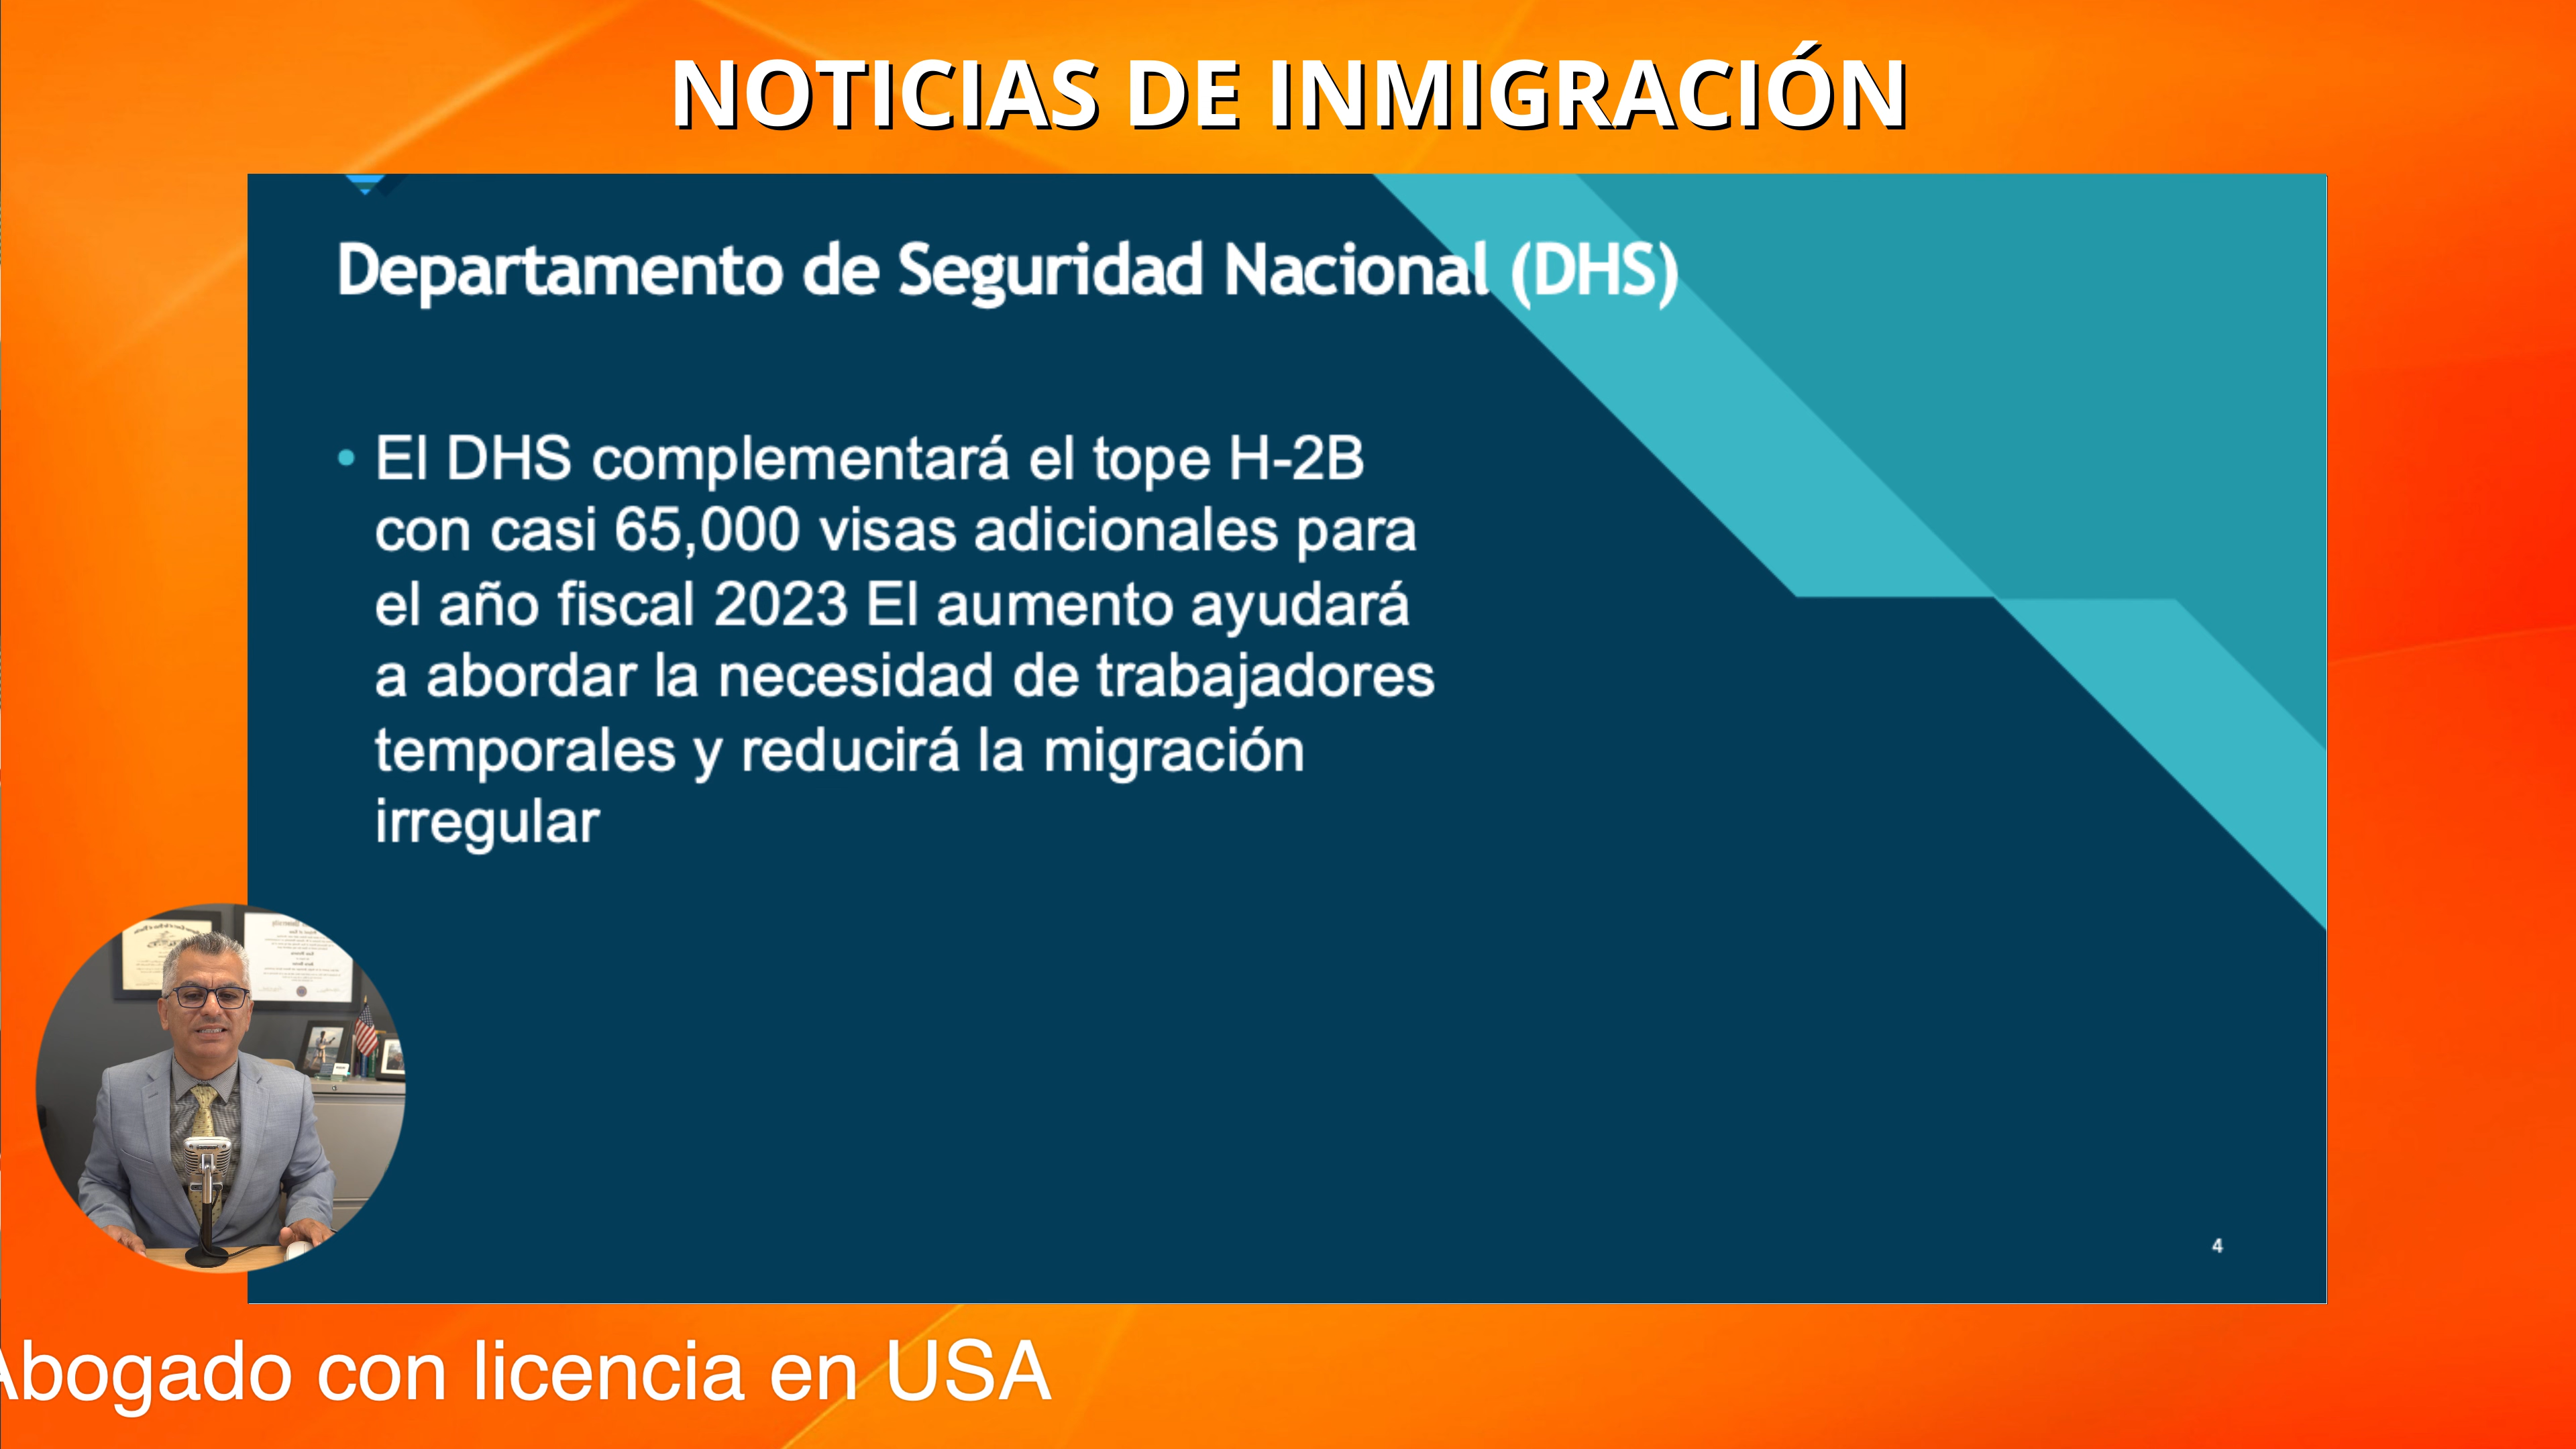 NOTICIAS DE INMIGRACIÓN
Departamento de Seguridad Nacional (DHS)
• El DHS complementará el tope H-2B
con casi 65,000 visas adicionales para
el año fiscal 2023 El aumento ayudará
a abordar la necesidad de trabajadores
temporales y reducirá la migración
irregular
4
Abogado con licencia en USA